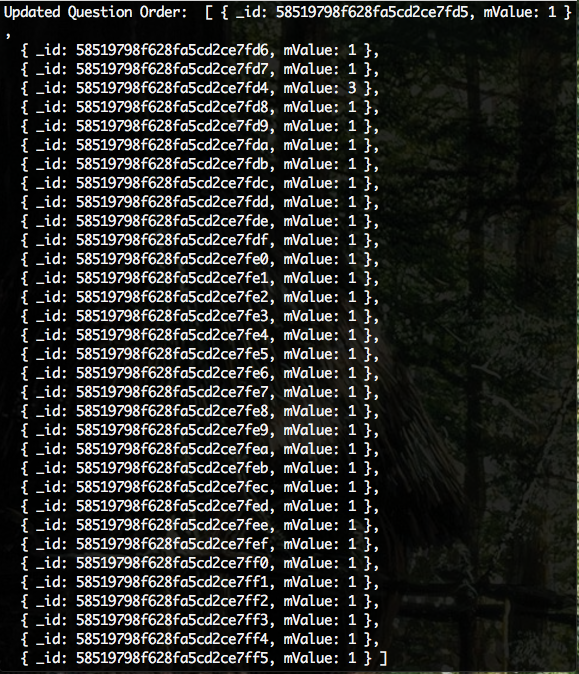 Updated Question Order:  [ { _id: 58519798f628fa5cd2ce7fd5, mValue: 1 }
,
  { _id: 58519798f628fa5cd2ce7fd6, mValue: 1 },
  { _id: 58519798f628fa5cd2ce7fd7, mValue: 1 },
  { _id: 58519798f628fa5cd2ce7fd4, mValue: 3 },
  { _id: 58519798f628fa5cd2ce7fd8, mValue: 1 },
  { _id: 58519798f628fa5cd2ce7fd9, mValue: 1 },
  { _id: 58519798f628fa5cd2ce7fda, mValue: 1 },
  { _id: 58519798f628fa5cd2ce7fdb, mValue: 1 },
  { _id: 58519798f628fa5cd2ce7fdc, mValue: 1 },
  { _id: 58519798f628fa5cd2ce7fdd, mValue: 1 },
  { _id: 58519798f628fa5cd2ce7fde, mValue: 1 },
  { _id: 58519798f628fa5cd2ce7fdf, mValue: 1 },
  { _id: 58519798f628fa5cd2ce7fe0, mValue: 1 },
  { _id: 58519798f628fa5cd2ce7fe1, mValue: 1 },
  { _id: 58519798f628fa5cd2ce7fe2, mValue: 1 },
  { _id: 58519798f628fa5cd2ce7fe3, mValue: 1 },
  { _id: 58519798f628fa5cd2ce7fe4, mValue: 1 },
  { _id: 58519798f628fa5cd2ce7fe5, mValue: 1 },
  { _id: 58519798f628fa5cd2ce7fe6, mValue: 1 },
  { _id: 58519798f628fa5cd2ce7fe7, mValue: 1 },
  { _id: 58519798f628fa5cd2ce7fe8, mValue: 1 },
  { _id: 58519798f628fa5cd2ce7fe9, mValue: 1 },
  { _id: 58519798f628fa5cd2ce7fea, mValue: 1 },
  { _id: 58519798f628fa5cd2ce7feb, mValue: 1 },
  { _id: 58519798f628fa5cd2ce7fec, mValue: 1 },
  { _id: 58519798f628fa5cd2ce7fed, mValue: 1 },
  { _id: 58519798f628fa5cd2ce7fee, mValue: 1 },
  { _id: 58519798f628fa5cd2ce7fef, mValue: 1 },
  { _id: 58519798f628fa5cd2ce7ff0, mValue: 1 },
  { _id: 58519798f628fa5cd2ce7ff1, mValue: 1 },
  { _id: 58519798f628fa5cd2ce7ff2, mValue: 1 },
  { _id: 58519798f628fa5cd2ce7ff3, mValue: 1 },
  { _id: 58519798f628fa5cd2ce7ff4, mValue: 1 },
  { _id: 58519798f628fa5cd2ce7ff5, mValue: 1 } ]